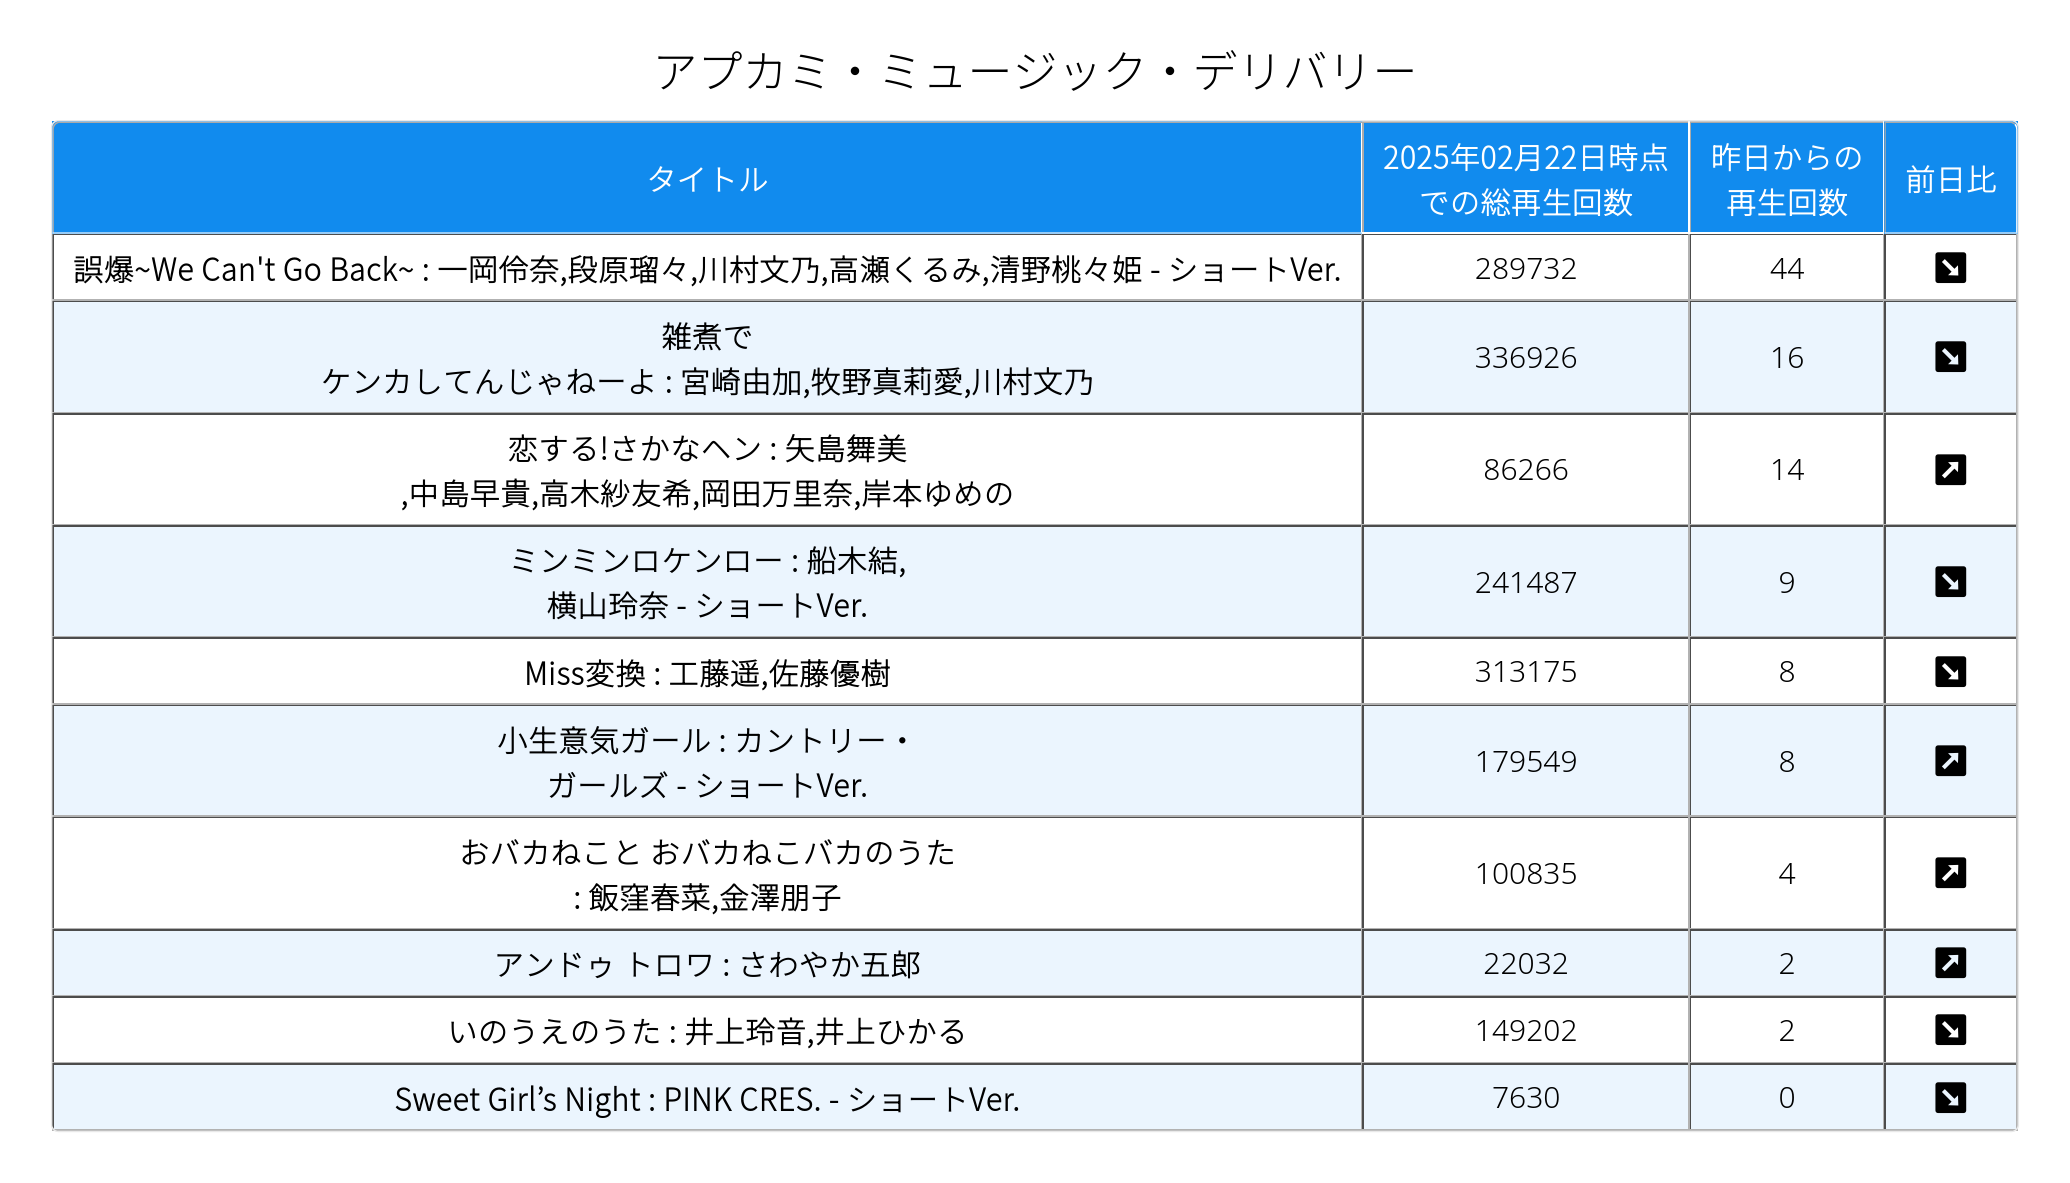 アプカミ・ミュージック・デリバリー
タイトル
2025年02月22日時点
での総再生回数
昨日からの
再生回数
前日比
誤爆~We Can't Go Back~ : 一岡伶奈,段原瑠々,川村文乃,高瀬くるみ,清野桃々姫 - ショートVer.
289732
44
雑煮で
ケンカしてんじゃねーよ : 宮崎由加,牧野真莉愛,川村文乃
336926
16
恋する!さかなヘン : 矢島舞美
,中島早貴,高木紗友希,岡田万里奈,岸本ゆめの
86266
14
ミンミンロケンロー : 船木結,
横山玲奈 - ショートVer.
241487
9
Miss変換 : 工藤遥,佐藤優樹
313175
8
小生意気ガール : カントリー・
ガールズ - ショートVer.
179549
8
おバカねこと おバカねこバカのうた
: 飯窪春菜,金澤朋子
100835
4
アンドゥ トロワ : さわやか五郎
22032
2
いのうえのうた : 井上玲音,井上ひかる
149202
2
Sweet Girl’s Night : PINK CRES. - ショートVer.
7630
0